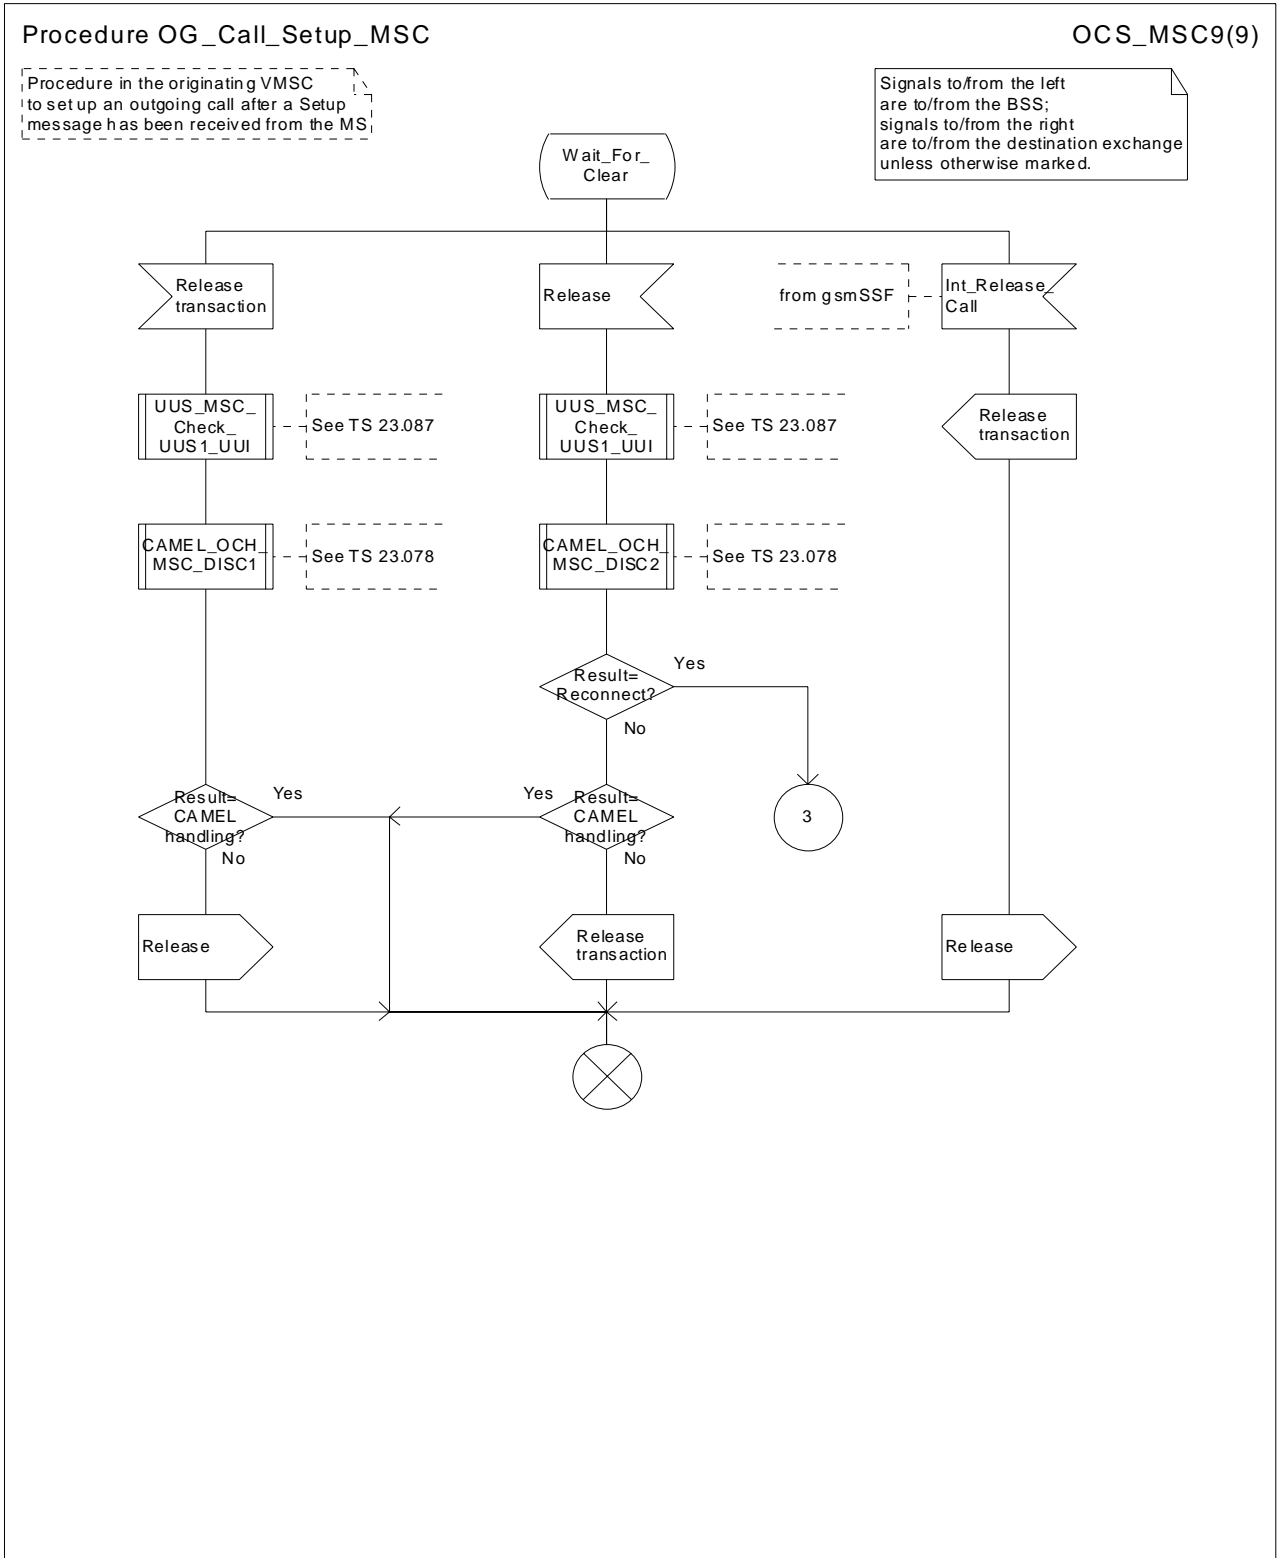 Procedure OG_Call_Setup_MSC
OCS_MSC9(9)
Procedure in the originating VMSC
to set up an outgoing call after a Setup
message has been received from the MS
Signals to/from the left
are to/from the BSS;
signals to/from the right
are to/from the destination exchange
unless otherwise marked.
Wait_For_
Clear
Release
transaction
Release
from gsmSSF
Int_Release_
Call
UUS_MSC_
Check_
UUS1_UUI
See TS 23.087
UUS_MSC_
Check_
UUS1_UUI
See TS 23.087
Release
transaction
CAMEL_OCH_
MSC_DISC1
See TS 23.078
CAMEL_OCH_
MSC_DISC2
See TS 23.078
Result=
Reconnect?
Yes
No
Result=
CAMEL
handling?
Yes
No
Yes
Result=
CAMEL
handling?
No
3
Release
Release
transaction
Release